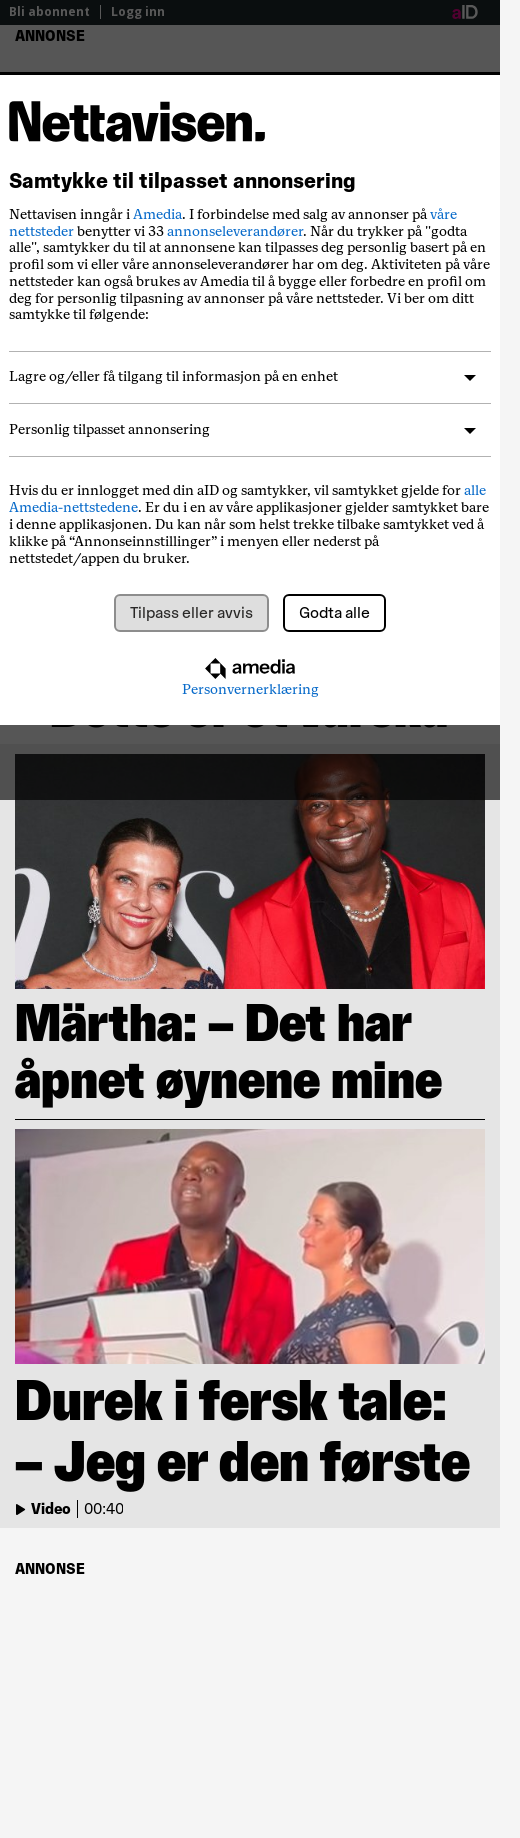 Bli abonnent
Logg inn
aID
ANNONSE
Nettavisen.
Samtykke til tilpasset annonsering
Nettavisen inngår i Amedia. I forbindelse med salg av annonser på våre
nettsteder benytter vi 33 annonseleverandører. Når du trykker på "godta
alle", samtykker du til at annonsene kan tilpasses deg personlig basert på en
profil som vi eller våre annonseleverandører har om deg. Aktiviteten på våre
nettsteder kan også brukes av Amedia til å bygge eller forbedre en profil om
deg for personlig tilpasning av annonser på våre nettsteder. Vi ber om ditt
samtykke til følgende:
Lagre og/eller få tilgang til informasjon på en enhet
Personlig tilpasset annonsering
Hvis du er innlogget med din aID og samtykker, vil samtykket gjelde for alle
Amedia-nettstedene. Er du i en av våre applikasjoner gjelder samtykket bare
i denne applikasjonen. Du kan når som helst trekke tilbake samtykket ved å
klikke på “Annonseinnstillinger” i menyen eller nederst på
nettstedet/appen du bruker.
Tilpass eller avvis
Godta alle
amedia
Personvernerklæring
Märtha: – Det har
åpnet øynene mine
Durek i fersk tale:
– Jeg er den første
Video
00:40
ANNONSE